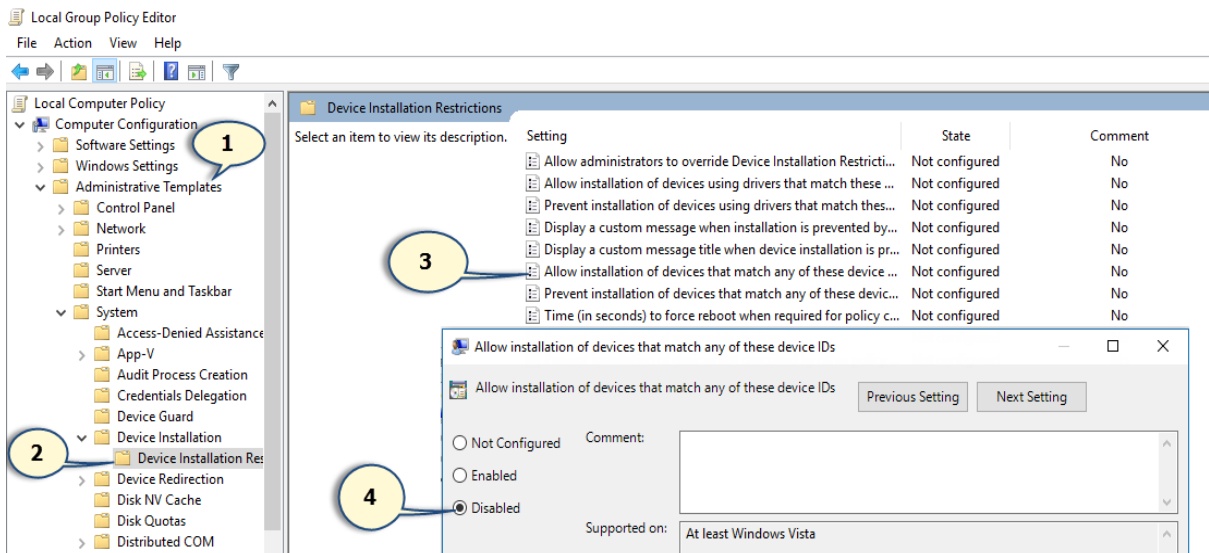 Local Group Policy Editor
File Action View Help
Local Computer Policy
Computer Configuration
Software Settings
Windows Settings
Administrative Templates
Control Panel
Network
Printers
Server
Start Menu and Taskbar
System
Access-Denied Assistance
App-V
Audit Process Creation
Credentials Delegation
Device Guard
Device Installation
Device Installation Res
Device Redirection
Disk NV Cache
Disk Quotas
Distributed COM
1
2
Device Installation Restrictions
Select an item to view its description.
Setting State Comment
Allow administrators to override Device Installation Restricti... Not configured No
Allow installation of devices using drivers that match these ... Not configured No
Prevent installation of devices using drivers that match thes... Not configured No
Display a custom message when installation is prevented by... Not configured No
Display a custom message title when device installation is pr... Not configured No
Allow installation of devices that match any of these device ... Not configured No
Prevent installation of devices that match any of these devic... Not configured No
Time (in seconds) to force reboot when required for policy c... Not configured No
3
Allow installation of devices that match any of these device IDs
Allow installation of devices that match any of these device IDs
Previous Setting Next Setting
Not Configured Comment:
Enabled
4
Disabled
Supported on: At least Windows Vista